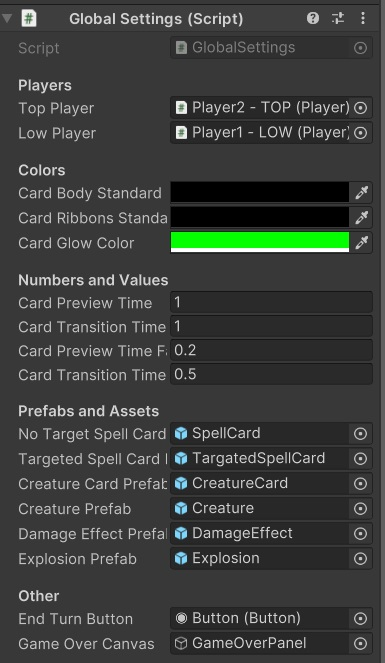 Global Settings (Script)
Script GlobalSettings
Players
Top Player Player2 - TOP (Player)
Low Player Player1 - LOW (Player)
Colors
Card Body Standard
Card Ribbons Standa
Card Glow Color
Numbers and Values
Card Preview Time 1
Card Transition Time 1
Card Preview Time Fa 0.2
Card Transition Time 0.5
Prefabs and Assets
No Target Spell Card SpellCard
Targeted Spell Card TargatedSpellCard
Creature Card Prefab CreatureCard
Creature Prefab Creature
Damage Effect Prefa DamageEffect
Explosion Prefab Explosion
Other
End Turn Button Button (Button)
Game Over Canvas GameOverPanel